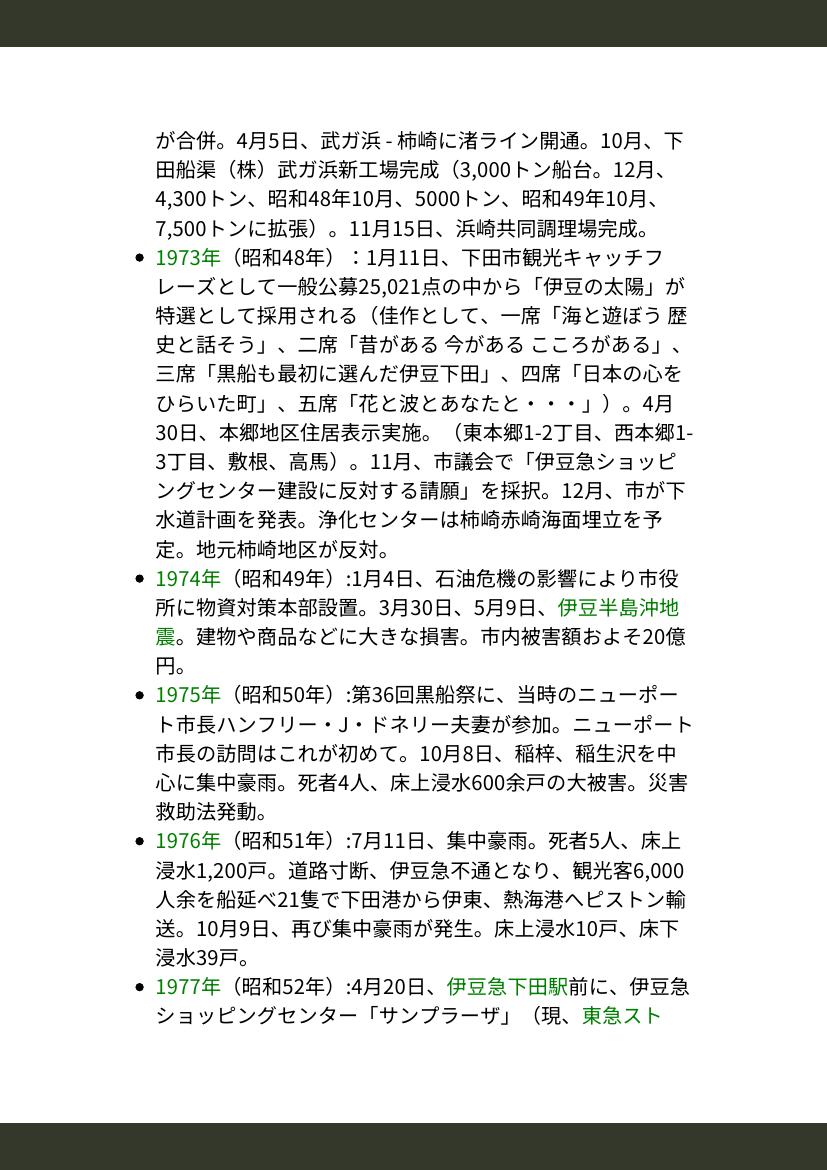 が合併。4月5日、武ガ浜 - 柿崎に渚ライン開通。10月、下
田船渠（株）武ガ浜新工場完成（3,000トン船台。12月、
4,300トン、昭和48年10月、5000トン、昭和49年10月、
7,500トンに拡張）。11月15日、浜崎共同調理場完成。
• 1973年（昭和48年）：1月11日、下田市観光キャッチフ
レーズとして一般公募25,021点の中から「伊豆の太陽」が
特選として採用される（佳作として、一席「海と遊ぼう 歴
史と話そう」、二席「昔がある 今がある こころがある」、
三席「黒船も最初に選んだ伊豆下田」、四席「日本の心を
ひらいた町」、五席「花と波とあなたと・・・」）。4月
30日、本郷地区住居表示実施。（東本郷1-2丁目、西本郷1-
3丁目、敷根、高馬）。11月、市議会で「伊豆急ショッピ
ングセンター建設に反対する請願」を採択。12月、市が下
水道計画を発表。浄化センターは柿崎赤崎海面埋立を予
定。地元柿崎地区が反対。
• 1974年（昭和49年）:1月4日、石油危機の影響により市役
所に物資対策本部設置。3月30日、5月9日、伊豆半島沖地
震。建物や商品などに大きな損害。市内被害額およそ20億
円。
• 1975年（昭和50年）:第36回黒船祭に、当時のニューポー
ト市長ハンフリー・J・ドネリー夫妻が参加。ニューポート
市長の訪問はこれが初めて。10月8日、稲梓、稲生沢を中
心に集中豪雨。死者4人、床上浸水600余戸の大被害。災害
救助法発動。
• 1976年（昭和51年）:7月11日、集中豪雨。死者5人、床上
浸水1,200戸。道路寸断、伊豆急不通となり、観光客6,000
人余を船延べ21隻で下田港から伊東、熱海港へピストン輸
送。10月9日、再び集中豪雨が発生。床上浸水10戸、床下
浸水39戸。
• 1977年（昭和52年）:4月20日、伊豆急下田駅前に、伊豆急
ショッピングセンター「サンプラーザ」（現、東急スト